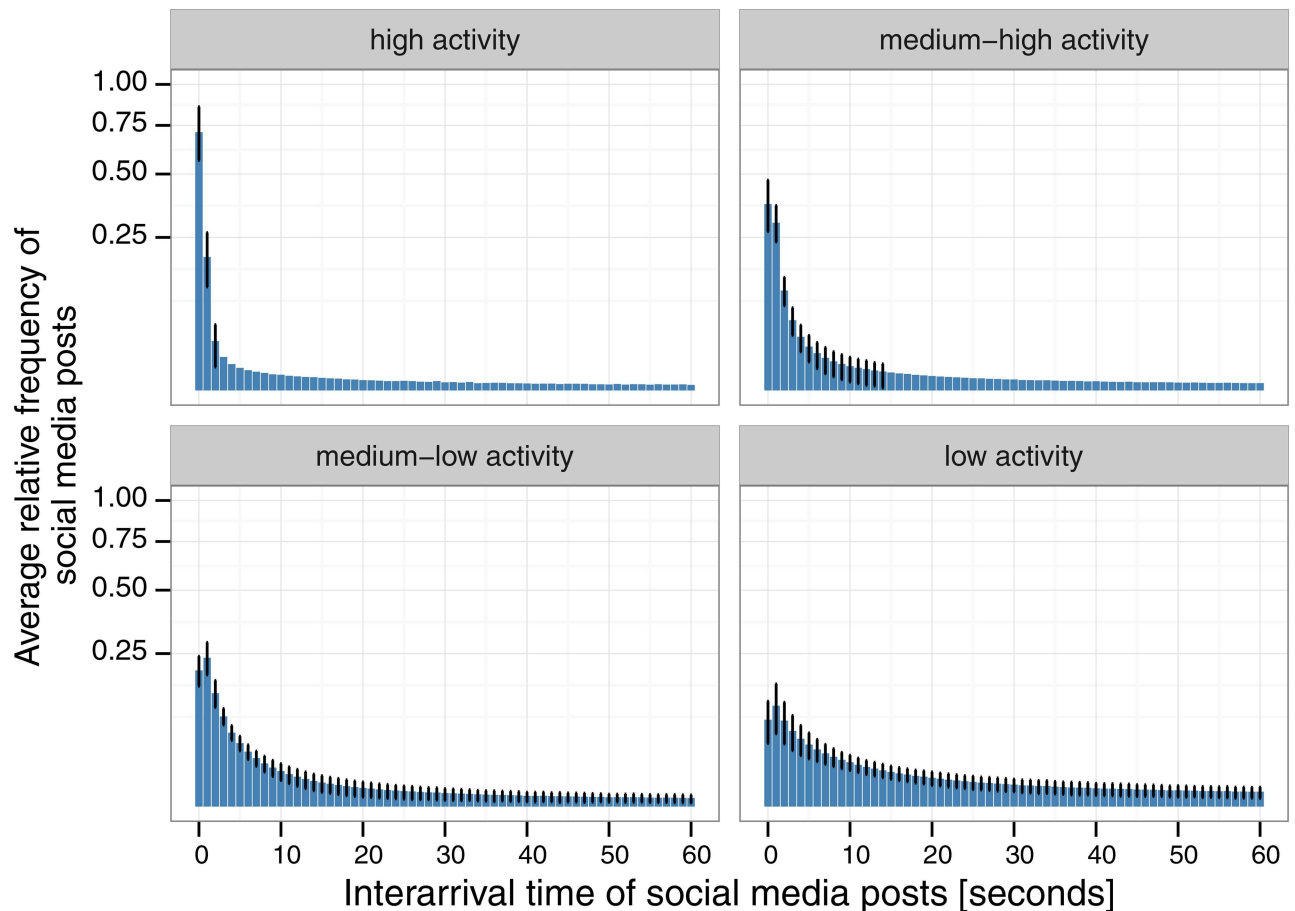 high activity
medium–high activity
1.00
0.75
0.50
0.25
Average relative frequency of
social media posts
medium–low activity
low activity
1.00
0.75
0.50
0.25
0 10 20 30 40 50 60 0 10 20 30 40 50 60
Interarrival time of social media posts [seconds]